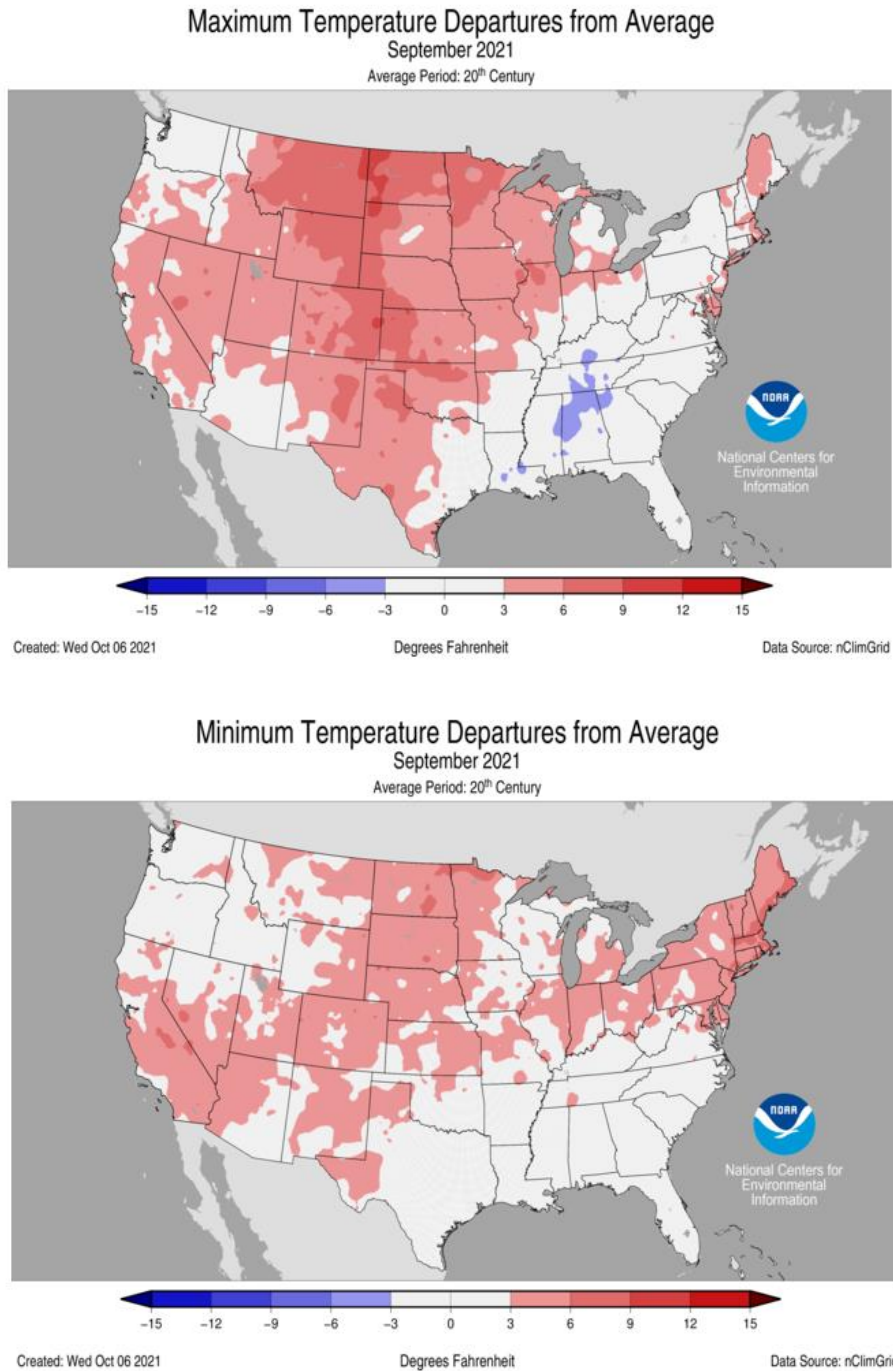 Maximum Temperature Departures from Average
September 2021
Average Period: 20th Century
NOAA
National Centers for
Environmental
Information
-15 -12 -9 -6 -3 0 3 6 9 12 15
Created: Wed Oct 06 2021 Degrees Fahrenheit Data Source: nClimGrid
Minimum Temperature Departures from Average
September 2021
Average Period: 20th Century
NOAA
National Centers for
Environmental
Information
-15 -12 -9 -6 -3 0 3 6 9 12 15
Created: Wed Oct 06 2021 Degrees Fahrenheit Data Source: nClimGri